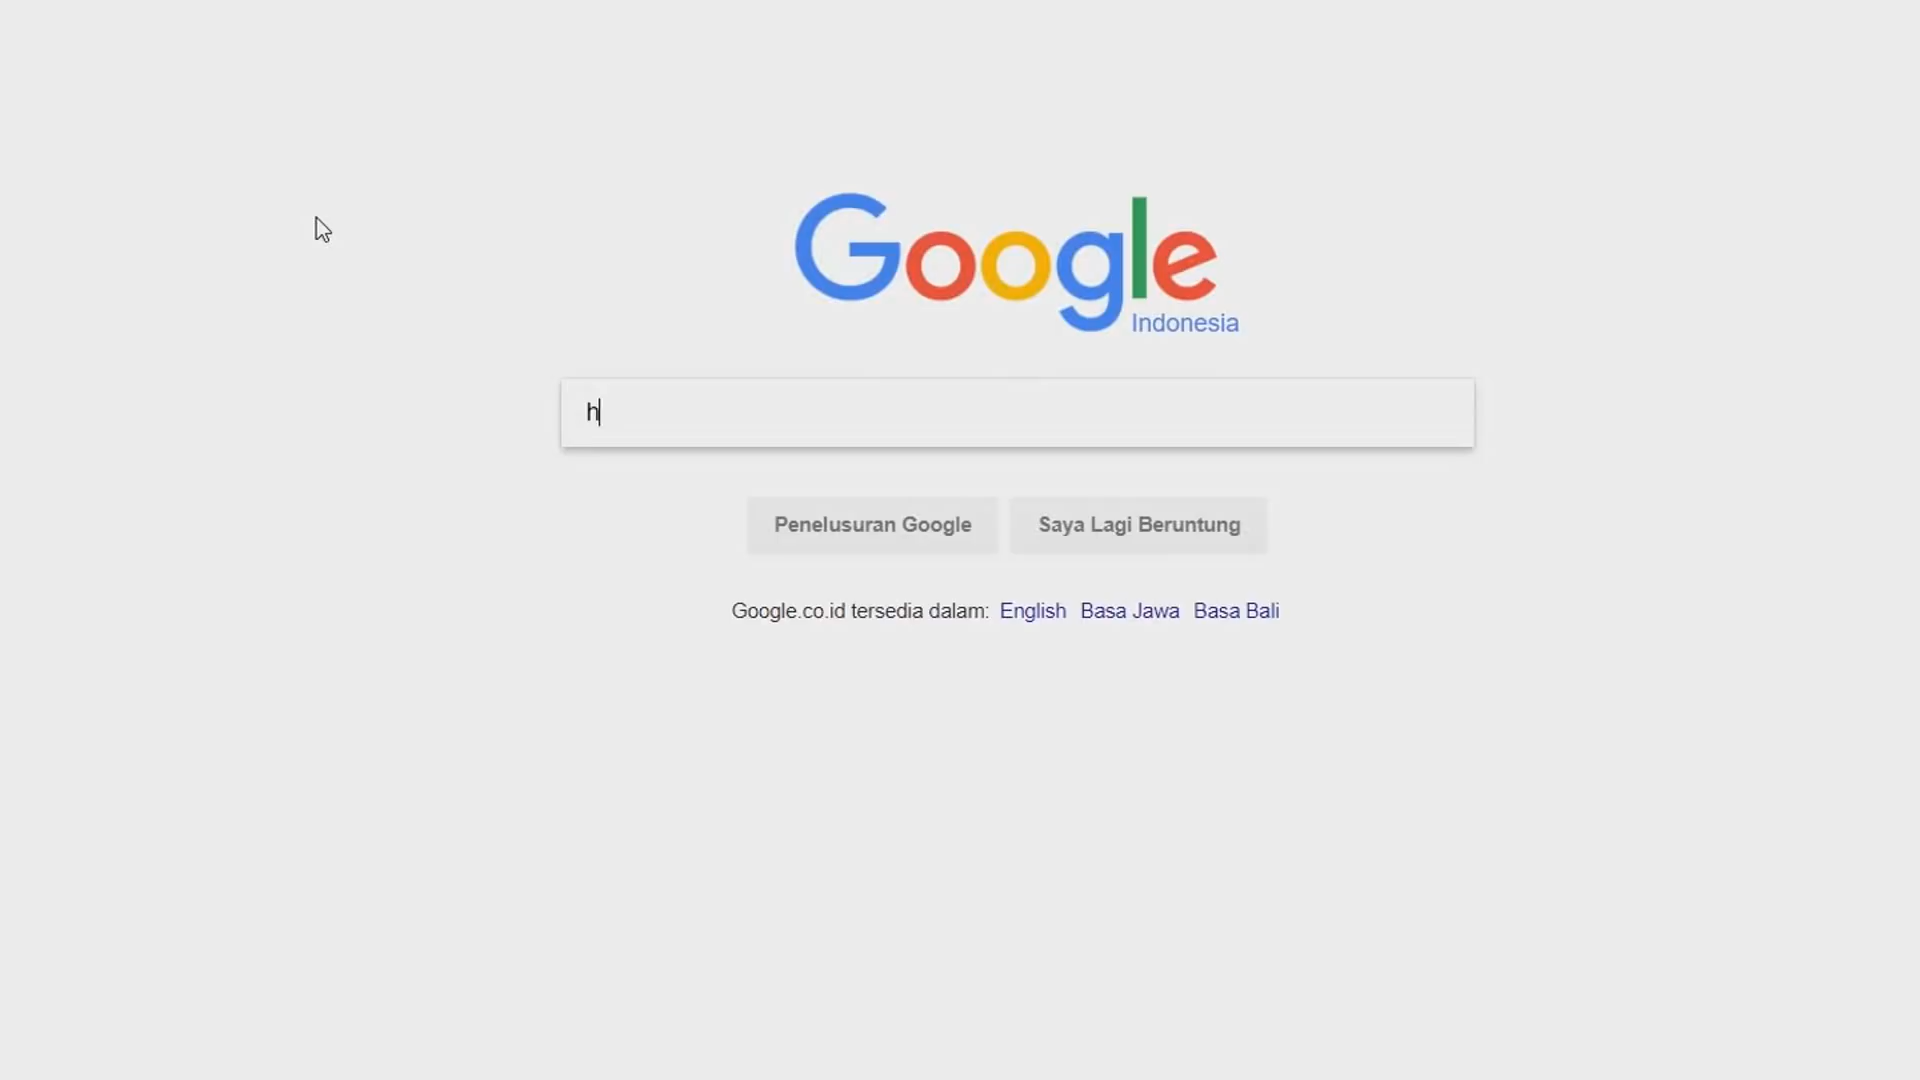 Google
Indonesia
h
Penelusuran Google
Saya Lagi Beruntung
Google.co.id tersedia dalam: English Basa Jawa Basa Bali